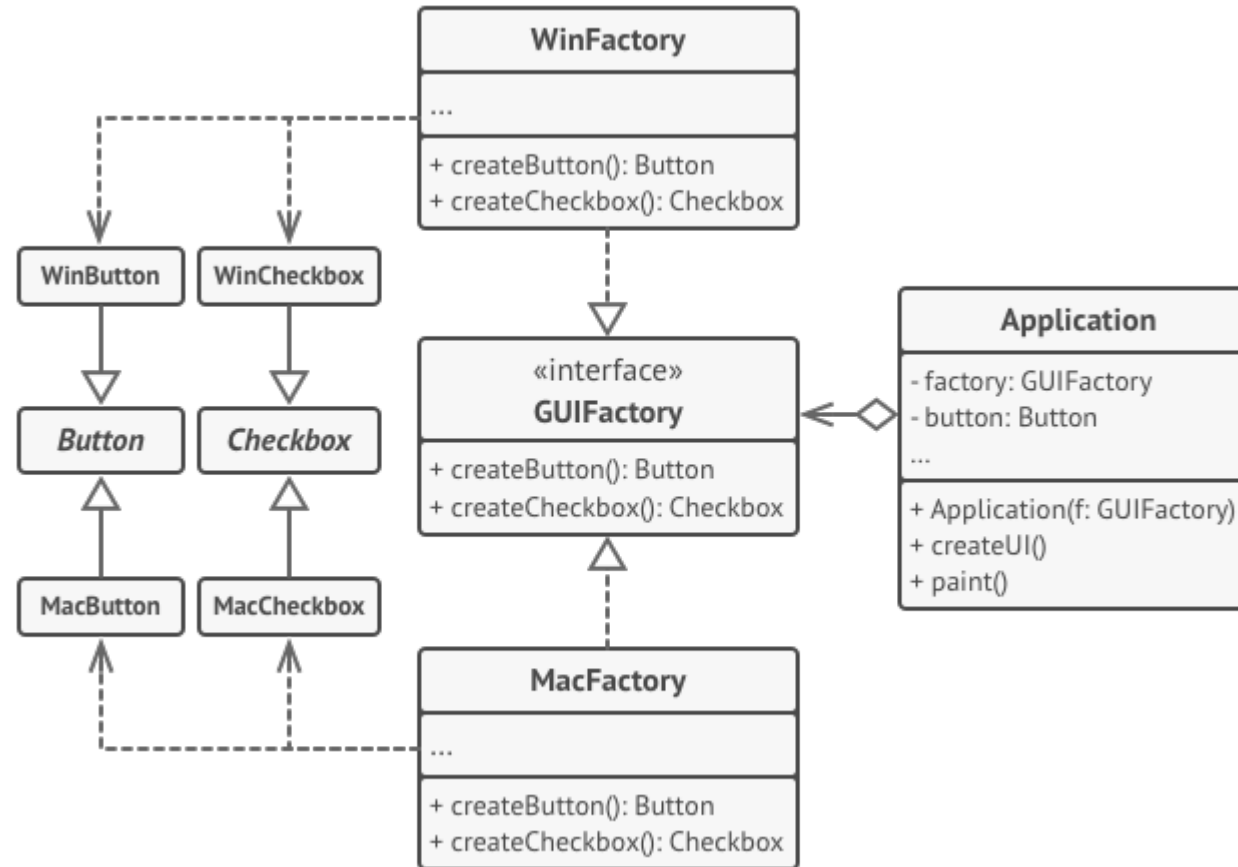 WinFactory
...
+ createButton(): Button
+ createCheckbox(): Checkbox
WinButton
WinCheckbox
Button
Checkbox
MacButton
MacCheckbox
«interface»
GUIFactory
+ createButton(): Button
+ createCheckbox(): Checkbox
Application
- factory: GUIFactory
- button: Button
...
+ Application(f: GUIFactory)
+ createUI()
+ paint()
MacFactory
...
+ createButton(): Button
+ createCheckbox(): Checkbox